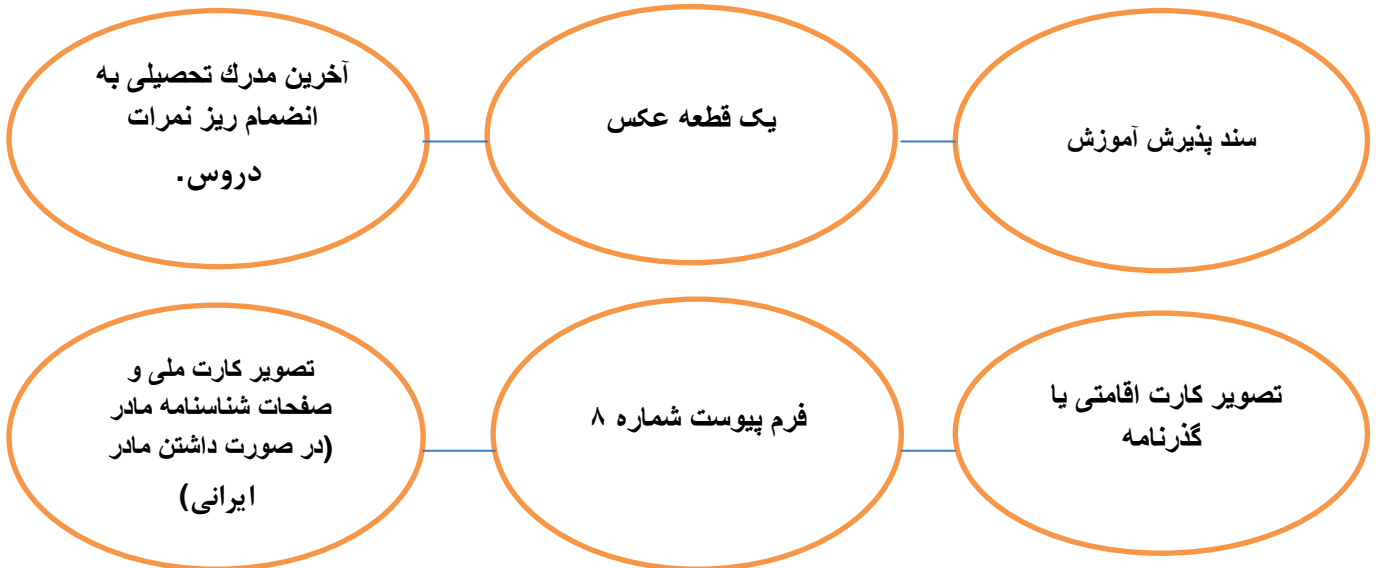 سند پذیرش آموزش
یک قطعه عکس
آخرین مدرك تحصیلی به
انضمام ریز نمرات
دروس.
تصویر کارت اقامتی یا
گذرنامه
فرم پیوست شماره ۸
تصویر کارت ملی و
صفحات شناسنامه مادر
(در صورت داشتن مادر
ایرانی)